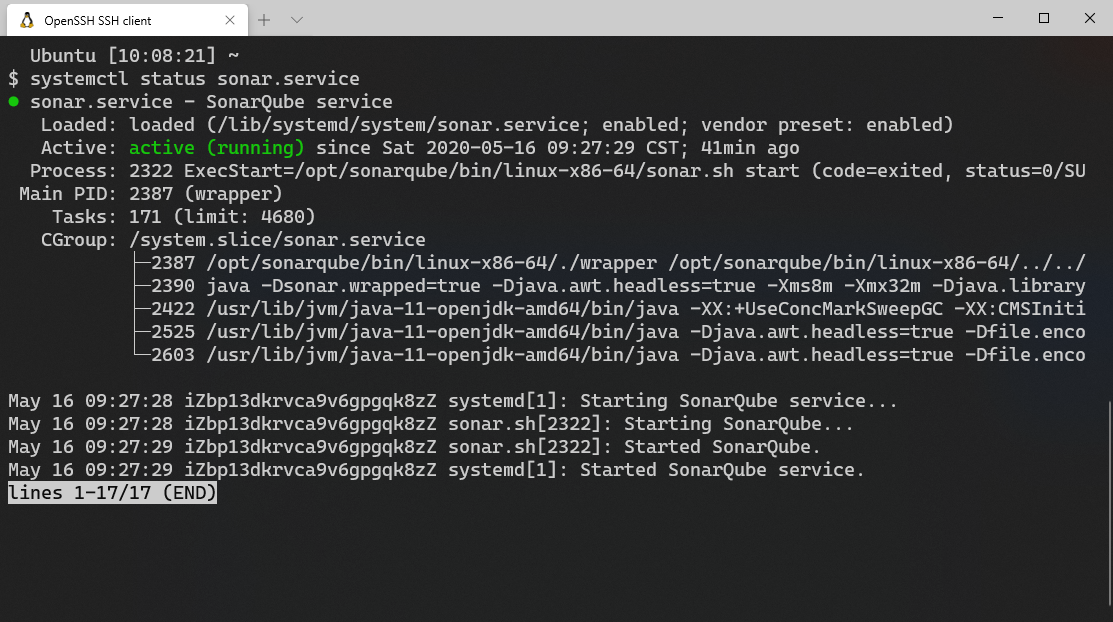 OpenSSH SSH client
Ubuntu [10:08:21] ~
$ systemctl status sonar.service
● sonar.service - SonarQube service
Loaded: loaded (/lib/systemd/system/sonar.service; enabled; vendor preset: enabled)
Active: active (running) since Sat 2020-05-16 09:27:29 CST; 41min ago
Process: 2322 ExecStart=/opt/sonarqube/bin/linux-x86-64/sonar.sh start (code=exited, status=0/SU
Main PID: 2387 (wrapper)
Tasks: 171 (limit: 4680)
CGroup: /system.slice/sonar.service
├─2387 /opt/sonarqube/bin/linux-x86-64/./wrapper /opt/sonarqube/bin/linux-x86-64/../../
├─2390 java -Dsonar.wrapped=true -Djava.awt.headless=true -Xms8m -Xmx32m -Djava.library
├─2422 /usr/lib/jvm/java-11-openjdk-amd64/bin/java -XX:+UseConcMarkSweepGC -XX:CMSIniti
├─2525 /usr/lib/jvm/java-11-openjdk-amd64/bin/java -Djava.awt.headless=true -Dfile.enco
└─2603 /usr/lib/jvm/java-11-openjdk-amd64/bin/java -Djava.awt.headless=true -Dfile.enco
May 16 09:27:28 iZbp13dkrvca9v6gpgqk8zZ systemd[1]: Starting SonarQube service...
May 16 09:27:28 iZbp13dkrvca9v6gpgqk8zZ sonar.sh[2322]: Starting SonarQube...
May 16 09:27:29 iZbp13dkrvca9v6gpgqk8zZ sonar.sh[2322]: Started SonarQube.
May 16 09:27:29 iZbp13dkrvca9v6gpgqk8zZ systemd[1]: Started SonarQube service.
lines 1-17/17 (END)